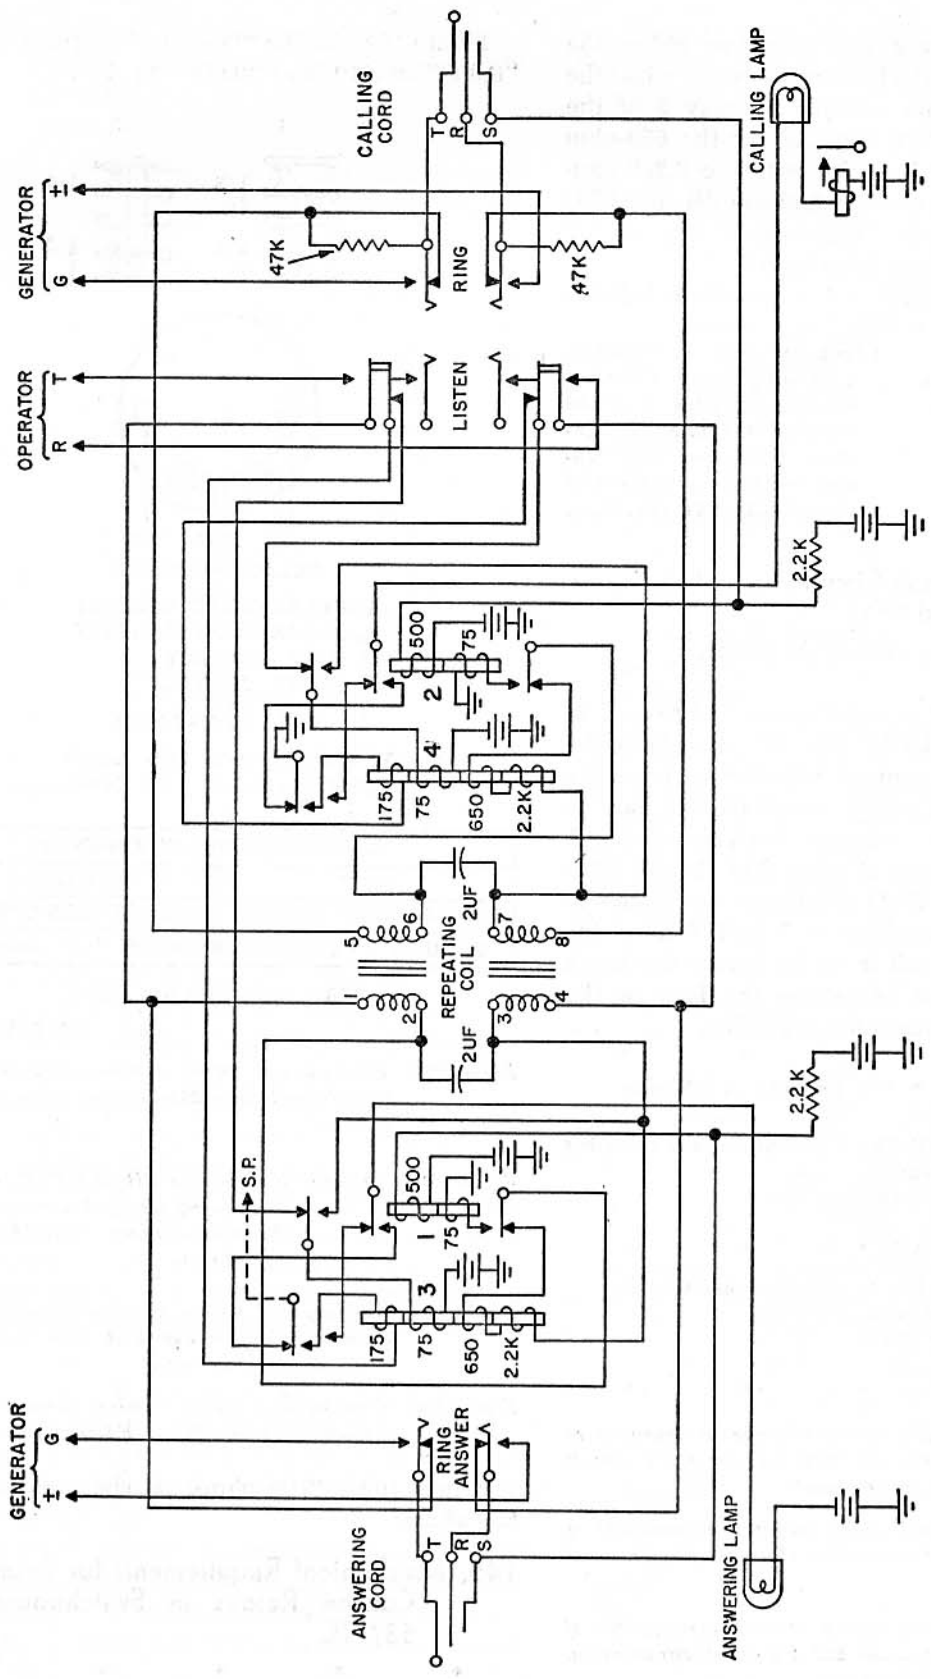 GENERATOR
± G
OPERATOR
R T
GENERATOR
G ±
S.P.
47K
ANSWERING
CORD
T
R
S
RING
ANSWER
175
75
650
2.2K
3
1
500
75
1
2
3
4
2UF
REPEATING
COIL
5
6
7
8
2UF
175
75
650
2.2K
4
2
500
75
LISTEN
RING
CALLING
CORD
T
R
S
.47K
ANSWERING LAMP
2.2K
2.2K
CALLING LAMP